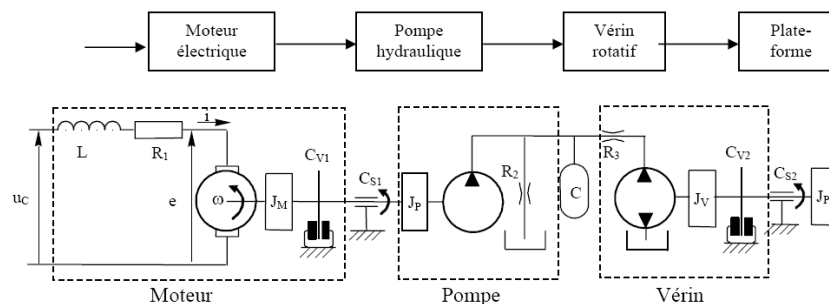 Moteur
électrique
Pompe
hydraulique
Vérin
rotatif
Plate-
forme
i
L
R1
uC
e
ω
JM
CV1
CS1
JP
R2
C
R3
JV
CV2
CS2
JP
Moteur
Pompe
Vérin